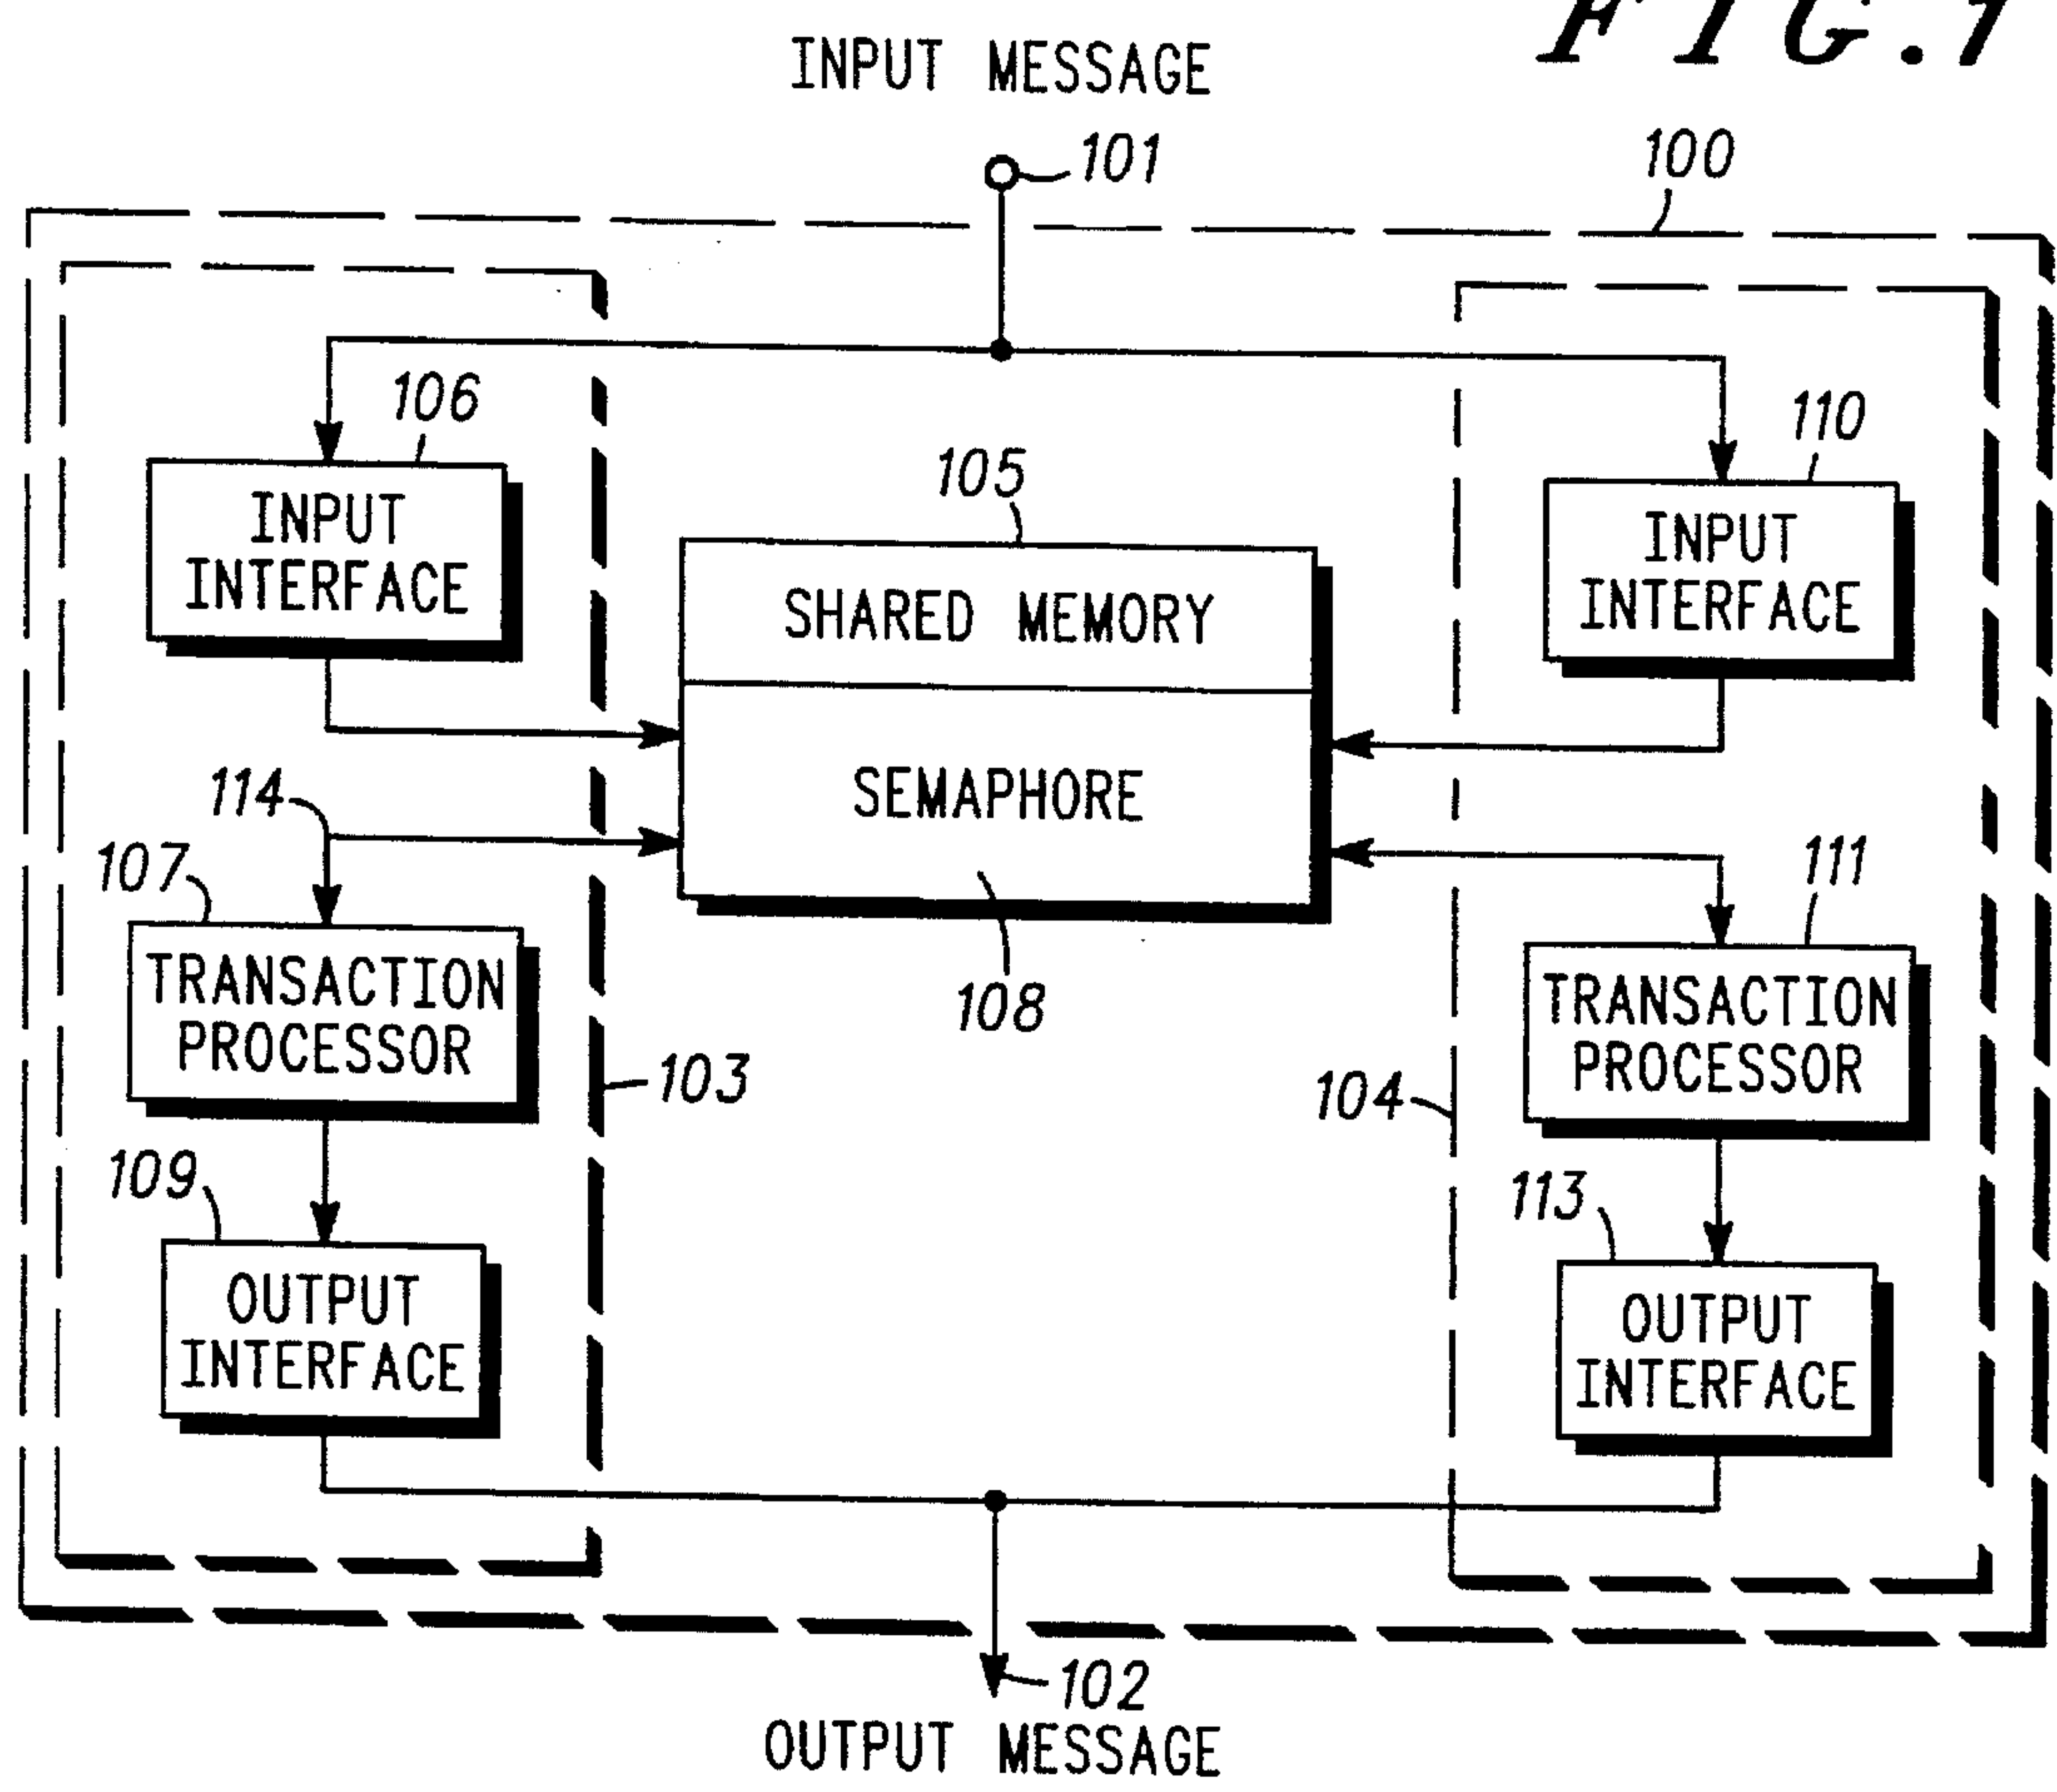 FIG.1
INPUT MESSAGE
101
100
106
110
105
INPUT
INTERFACE
INPUT
INTERFACE
SHARED MEMORY
SEMAPHORE
114
107
111
TRANSACTION
PROCESSOR
108
TRANSACTION
PROCESSOR
103
104
109
113
OUTPUT
INTERFACE
OUTPUT
INTERFACE
102
OUTPUT MESSAGE